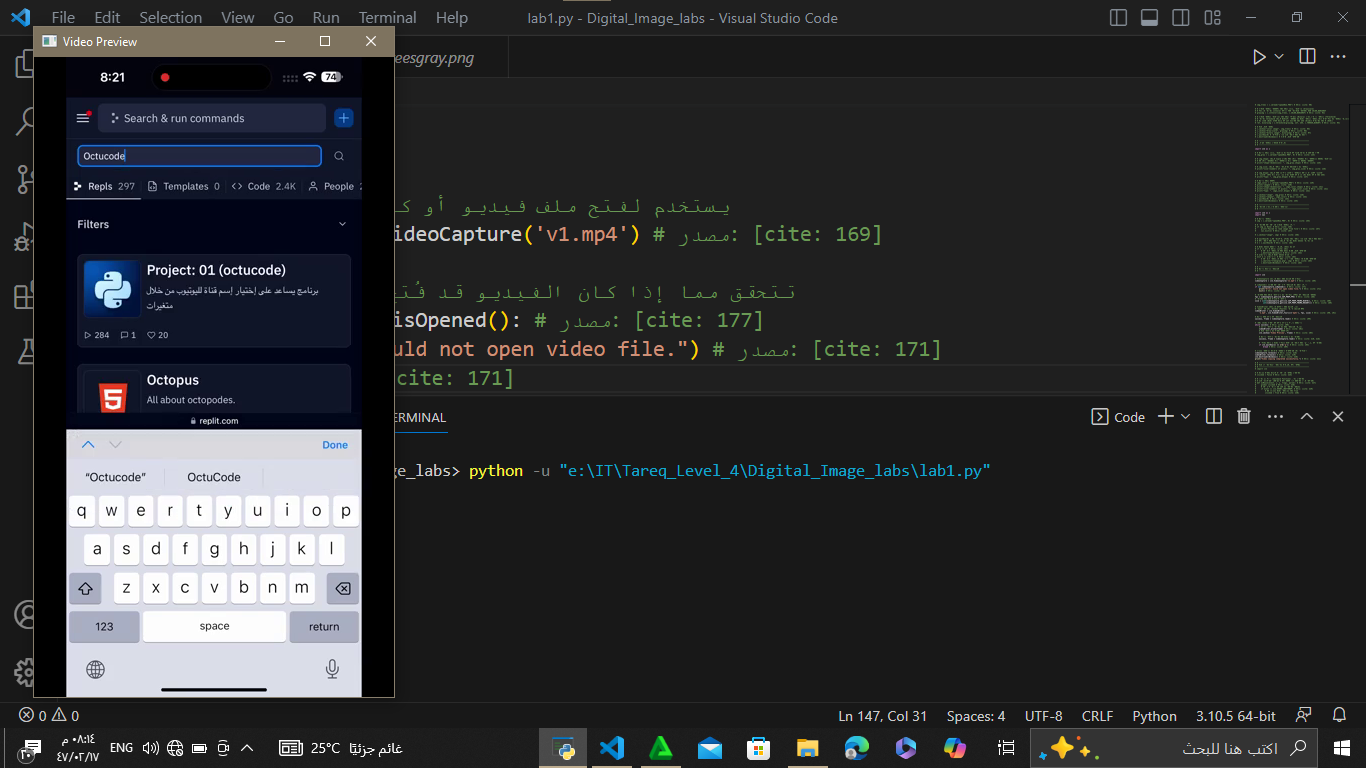 File Edit Selection View Go Run Terminal Help
lab1.py - Digital_Image_labs - Visual Studio Code
Video Preview
eesgray.png
8:21
74
Search & run commands
Octucode
Repls 297
Templates 0
Code 2.4K
People
Filters
Project: 01 (octucode)
برنامج يساعد على إختيار إسم قناة لليوتيوب من خلال
متغيرات
284 1 20
Octopus
All about octopodes.
replit.com
Done
“Octucode” OctuCode
q w e r t y u i o p
a s d f g h j k l
z x c v b n m
123 space return
يستخدم لفتح ملف فيديو أو ك
ideoCapture('v1.mp4') # مصدر: [cite: 169]
تتحقق مما إذا كان الفيديو قد فُتح
isOpened(): # مصدر: [cite: 177]
uld not open video file.") # مصدر: [cite: 171]
[cite: 171]
ERMINAL
Code
ge_labs> python -u "e:\IT\Tareq_Level_4\Digital_Image_labs\lab1.py"
0 0
Ln 147, Col 31 Spaces: 4 UTF-8 CRLF Python 3.10.5 64-bit
٠٨:١٤ م
٤٧/٠٢/١٧
ENG
25°C غائم جزئيًا
اكتب هنا للبحث